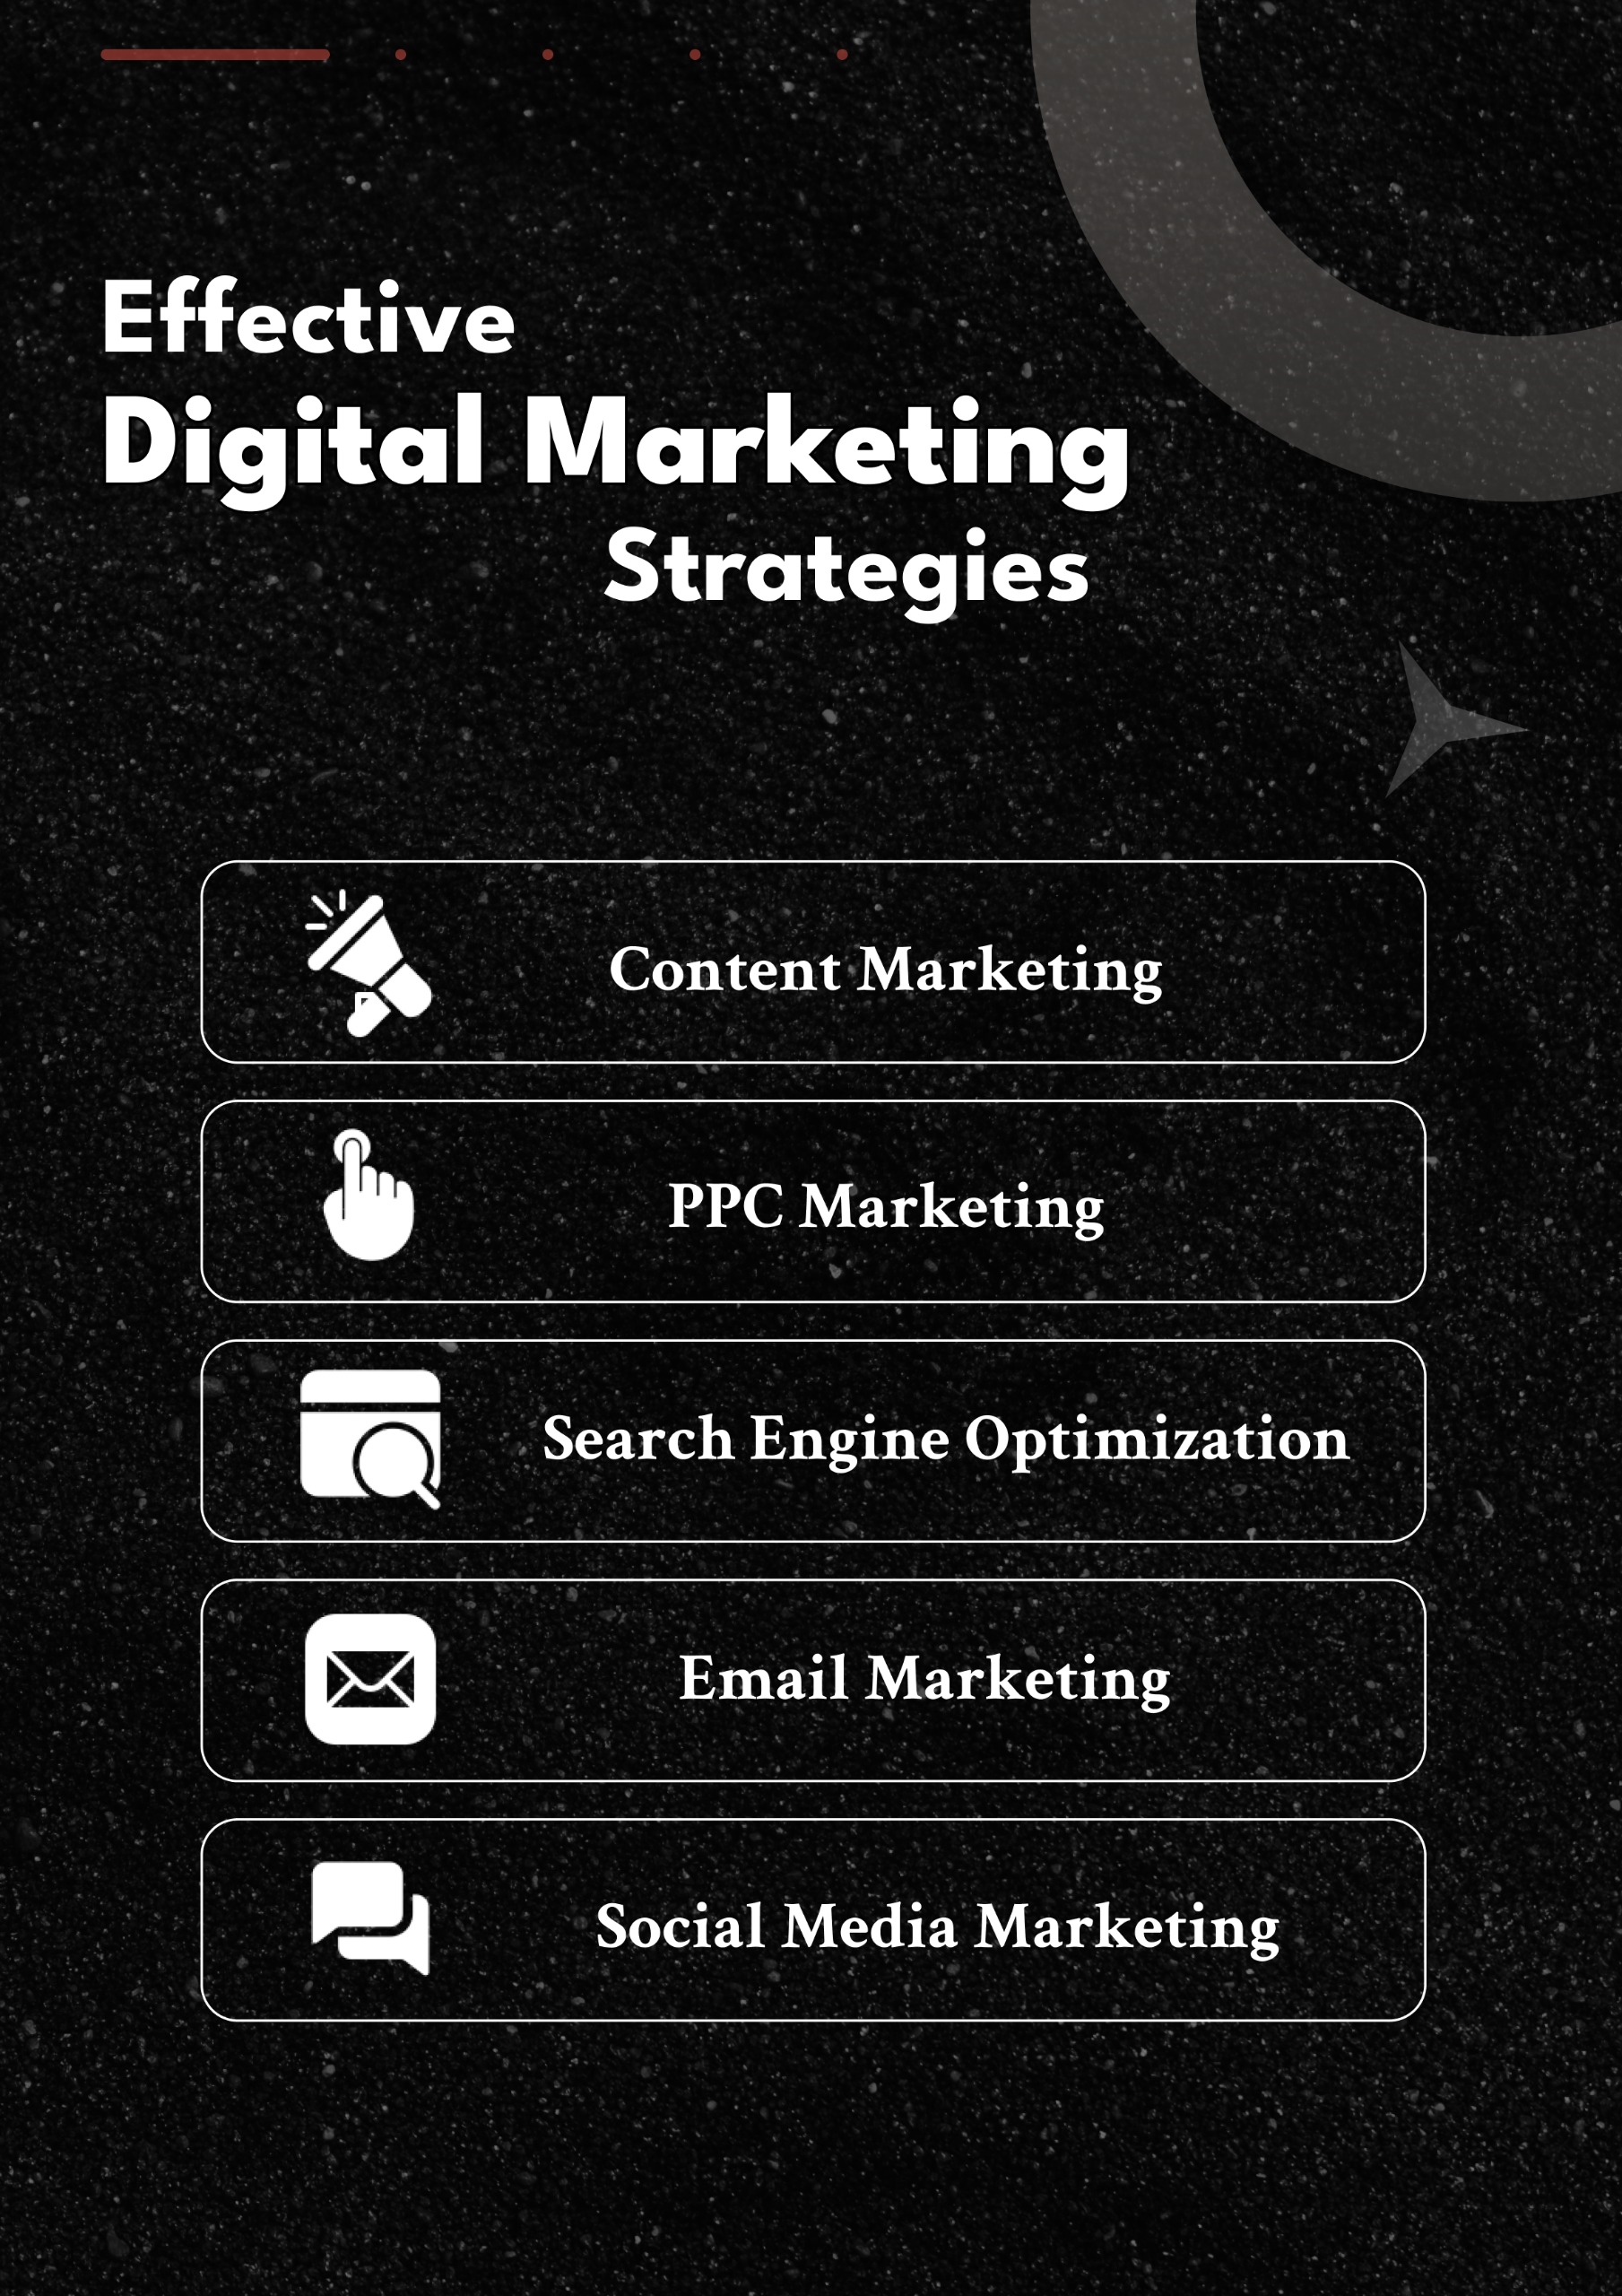 Effective
Digital Marketing
Strategies
Content Marketing
PPC Marketing
Search Engine Optimization
Email Marketing
Social Media Marketing